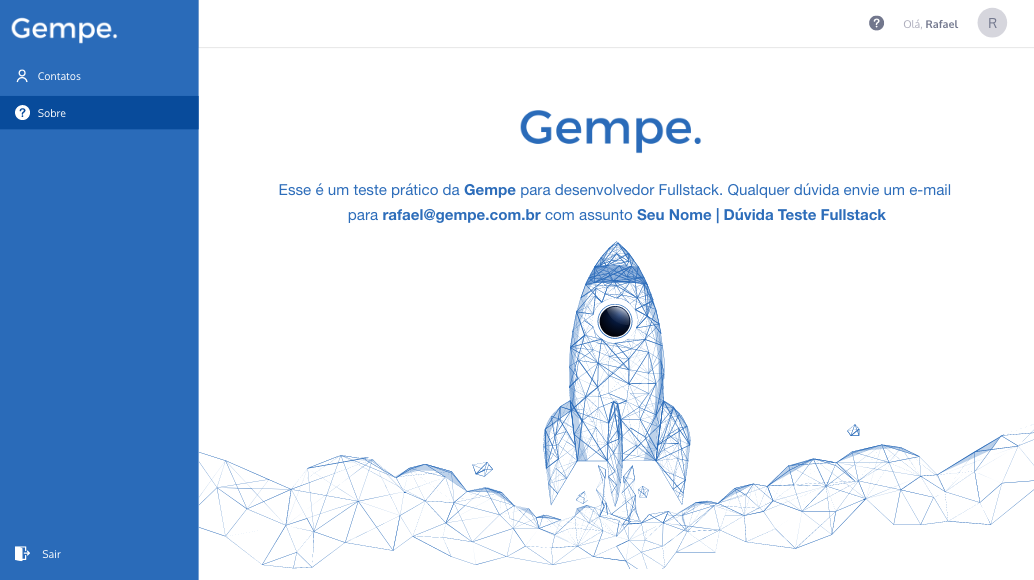 Gempe.
Contatos
Sobre
Sair
Olá, Rafael
R
Gempe.
Esse é um teste prático da Gempe para desenvolvedor Fullstack. Qualquer dúvida envie um e-mail
para rafael@gempe.com.br com assunto Seu Nome | Dúvida Teste Fullstack